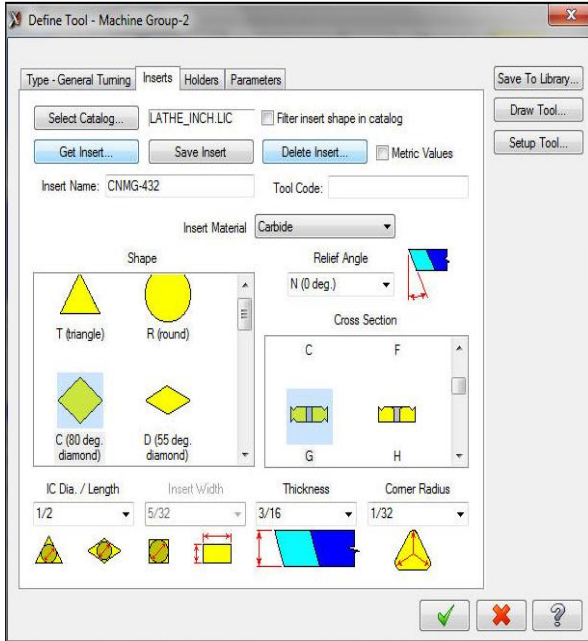 Define Tool - Machine Group-2
Type - General Turning Inserts Holders Parameters
Save To Library...
Select Catalog... LATHE_INCH.LIC Filter insert shape in catalog
Draw Tool...
Get Insert... Save Insert Delete Insert... Metric Values
Setup Tool...
Insert Name: CNMG-432 Tool Code:
Insert Material Carbide
Shape
Relief Angle
N (0 deg.)
T (triangle) R (round)
Cross Section
C F
C (80 deg. diamond) D (55 deg. diamond)
G H
IC Dia. / Length Insert Width Thickness Corner Radius
1/2 5/32 3/16 1/32